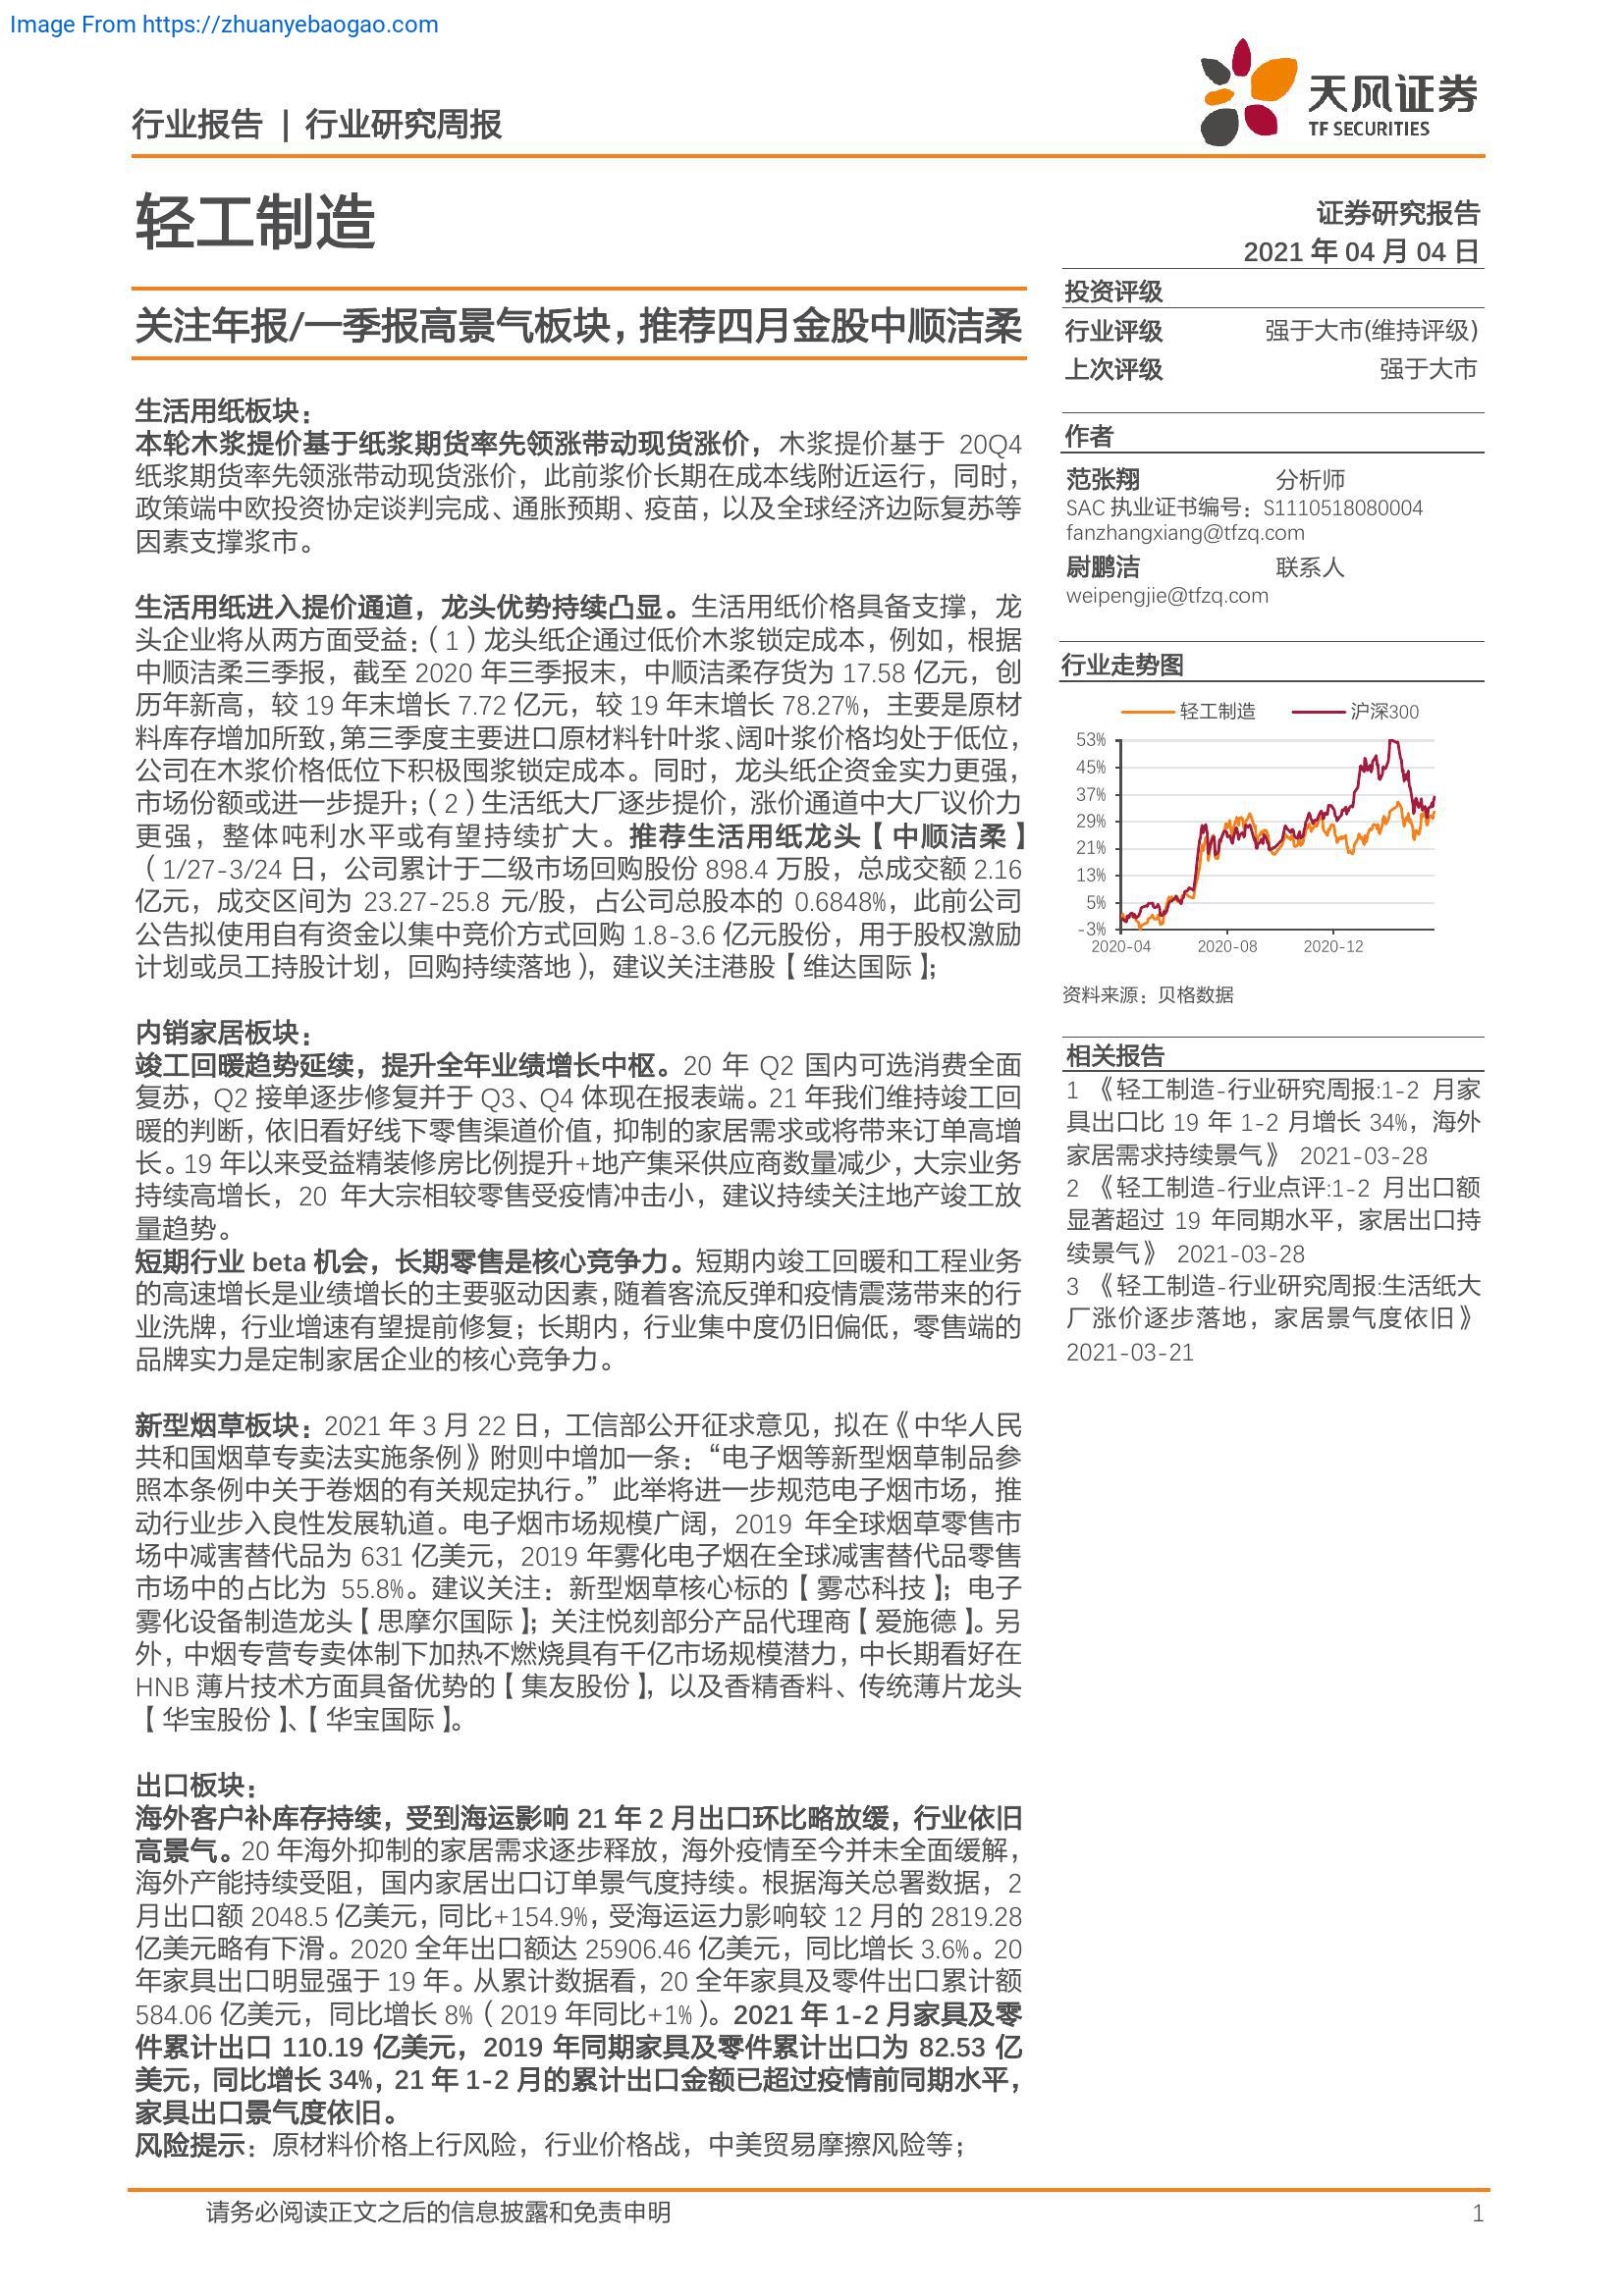 Image From https://zhuanyebaogao.com
行业报告 | 行业研究周报
天风证券
TF SECURITIES
轻工制造
证券研究报告
2021 年 04 月 04 日
关注年报/一季报高景气板块，推荐四月金股中顺洁柔
生活用纸板块：
本轮木浆提价基于纸浆期货率先领涨带动现货涨价，木浆提价基于 20Q4
纸浆期货率先领涨带动现货涨价，此前浆价长期在成本线附近运行，同时，
政策端中欧投资协定谈判完成、通胀预期、疫苗，以及全球经济边际复苏等
因素支撑浆市。
生活用纸进入提价通道，龙头优势持续凸显。生活用纸价格具备支撑，龙
头企业将从两方面受益：（1）龙头纸企通过低价木浆锁定成本，例如，根据
中顺洁柔三季报，截至 2020 年三季报末，中顺洁柔存货为 17.58 亿元，创
历年新高，较 19 年末增长 7.72 亿元，较 19 年末增长 78.27%，主要是原材
料库存增加所致，第三季度主要进口原材料针叶浆、阔叶浆价格均处于低位，
公司在木浆价格低位下积极囤浆锁定成本。同时，龙头纸企资金实力更强，
市场份额或进一步提升；（2）生活纸大厂逐步提价，涨价通道中大厂议价力
更强，整体吨利水平或有望持续扩大。推荐生活用纸龙头【中顺洁柔】
（1/27-3/24 日，公司累计于二级市场回购股份 898.4 万股，总成交额 2.16
亿元，成交区间为 23.27-25.8 元/股，占公司总股本的 0.6848%，此前公司
公告拟使用自有资金以集中竞价方式回购 1.8-3.6 亿元股份，用于股权激励
计划或员工持股计划，回购持续落地），建议关注港股【维达国际】；
内销家居板块：
竣工回暖趋势延续，提升全年业绩增长中枢。20 年 Q2 国内可选消费全面
复苏，Q2 接单逐步修复并于 Q3、Q4 体现在报表端。21 年我们维持竣工回
暖的判断，依旧看好线下零售渠道价值，抑制的家居需求或将带来订单高增
长。19 年以来受益精装修房比例提升+地产集采供应商数量减少，大宗业务
持续高增长，20 年大宗相较零售受疫情冲击小，建议持续关注地产竣工放
量趋势。
短期行业 beta 机会，长期零售是核心竞争力。短期内竣工回暖和工程业务
的高速增长是业绩增长的主要驱动因素，随着客流反弹和疫情震荡带来的行
业洗牌，行业增速有望提前修复；长期内，行业集中度仍旧偏低，零售端的
品牌实力是定制家居企业的核心竞争力。
新型烟草板块：2021 年 3 月 22 日，工信部公开征求意见，拟在《中华人民
共和国烟草专卖法实施条例》附则中增加一条：“电子烟等新型烟草制品参
照本条例中关于卷烟的有关规定执行。”此举将进一步规范电子烟市场，推
动行业步入良性发展轨道。电子烟市场规模广阔，2019 年全球烟草零售市
场中减害替代品为 631 亿美元，2019 年雾化电子烟在全球减害替代品零售
市场中的占比为 55.8%。建议关注：新型烟草核心标的【雾芯科技】；电子
雾化设备制造龙头【思摩尔国际】；关注悦刻部分产品代理商【爱施德】。另
外，中烟专营专卖体制下加热不燃烧具有千亿市场规模潜力，中长期看好在
HNB 薄片技术方面具备优势的【集友股份】，以及香精香料、传统薄片龙头
【华宝股份】、【华宝国际】。
出口板块：
海外客户补库存持续，受到海运影响 21 年 2 月出口环比略放缓，行业依旧
高景气。20 年海外抑制的家居需求逐步释放，海外疫情至今并未全面缓解，
海外产能持续受阻，国内家居出口订单景气度持续。根据海关总署数据，2
月出口额 2048.5 亿美元，同比+154.9%，受海运运力影响较 12 月的 2819.28
亿美元略有下滑。2020 全年出口额达 25906.46 亿美元，同比增长 3.6%。20
年家具出口明显强于 19 年。从累计数据看，20 全年家具及零件出口累计额
584.06 亿美元，同比增长 8%（2019 年同比+1%）。2021 年 1-2 月家具及零
件累计出口 110.19 亿美元，2019 年同期家具及零件累计出口为 82.53 亿
美元，同比增长 34%，21 年 1-2 月的累计出口金额已超过疫情前同期水平，
家具出口景气度依旧。
风险提示：原材料价格上行风险，行业价格战，中美贸易摩擦风险等；
投资评级
行业评级 强于大市(维持评级)
上次评级 强于大市
作者
范张翔 分析师
SAC 执业证书编号：S1110518080004
fanzhangxiang@tfzq.com
尉鹏洁 联系人
weipengjie@tfzq.com
行业走势图
轻工制造 沪深300
53%
45%
37%
29%
21%
13%
5%
-3%
2020-04 2020-08 2020-12
资料来源：贝格数据
相关报告
1 《轻工制造-行业研究周报:1-2 月家
具出口比 19 年 1-2 月增长 34%，海外
家居需求持续景气》 2021-03-28
2 《轻工制造-行业点评:1-2 月出口额
显著超过 19 年同期水平，家居出口持
续景气》 2021-03-28
3 《轻工制造-行业研究周报:生活纸大
厂涨价逐步落地，家居景气度依旧》
2021-03-21
请务必阅读正文之后的信息披露和免责申明 1